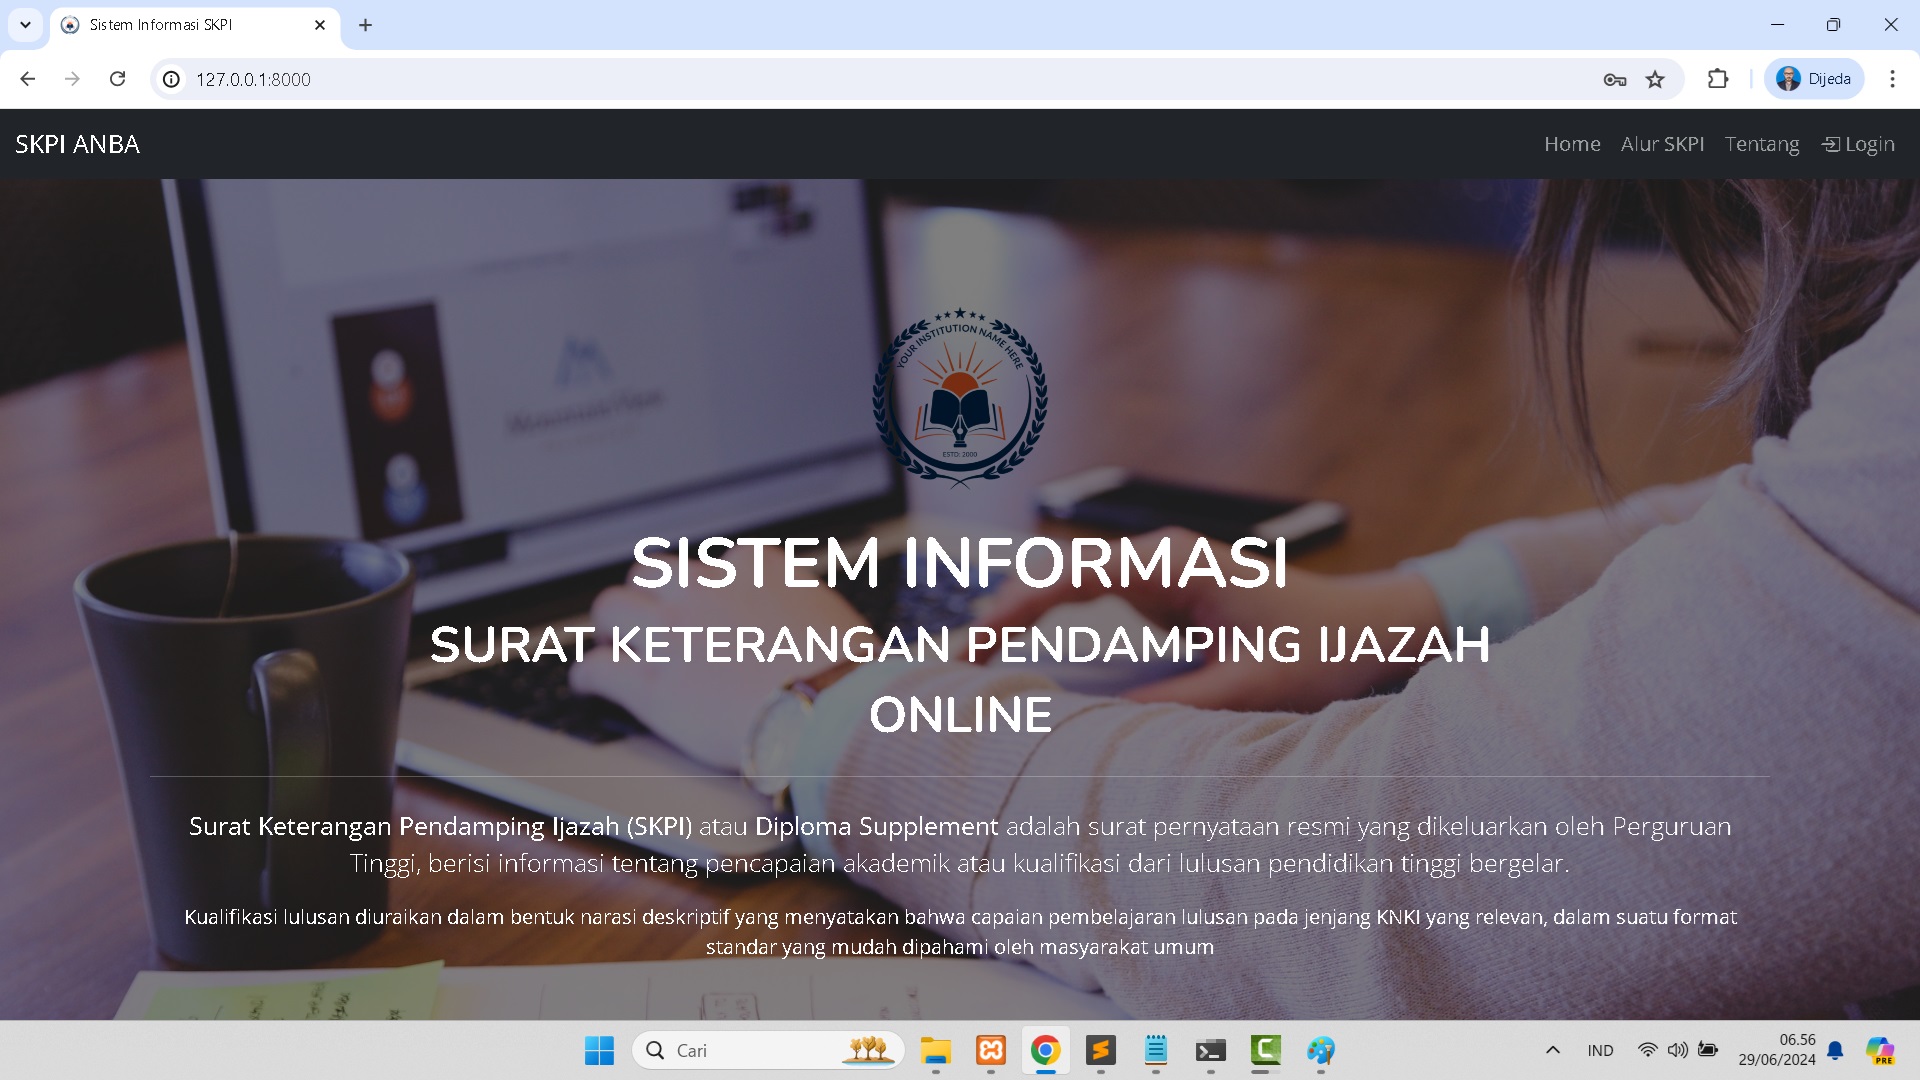 Sistem Informasi SKPI
127.0.0.1:8000
Dijeda
SKPI ANBA
Home
Alur SKPI
Tentang
Login
YOUR INSTITUTION NAME HERE
ESTD: 2000
SISTEM INFORMASI
SURAT KETERANGAN PENDAMPING IJAZAH
ONLINE
Surat Keterangan Pendamping Ijazah (SKPI) atau Diploma Supplement adalah surat pernyataan resmi yang dikeluarkan oleh Perguruan
Tinggi, berisi informasi tentang pencapaian akademik atau kualifikasi dari lulusan pendidikan tinggi bergelar.
Kualifikasi lulusan diuraikan dalam bentuk narasi deskriptif yang menyatakan bahwa capaian pembelajaran lulusan pada jenjang KNKI yang relevan, dalam suatu format
standar yang mudah dipahami oleh masyarakat umum
Cari
IND
06.56
29/06/2024
PRE